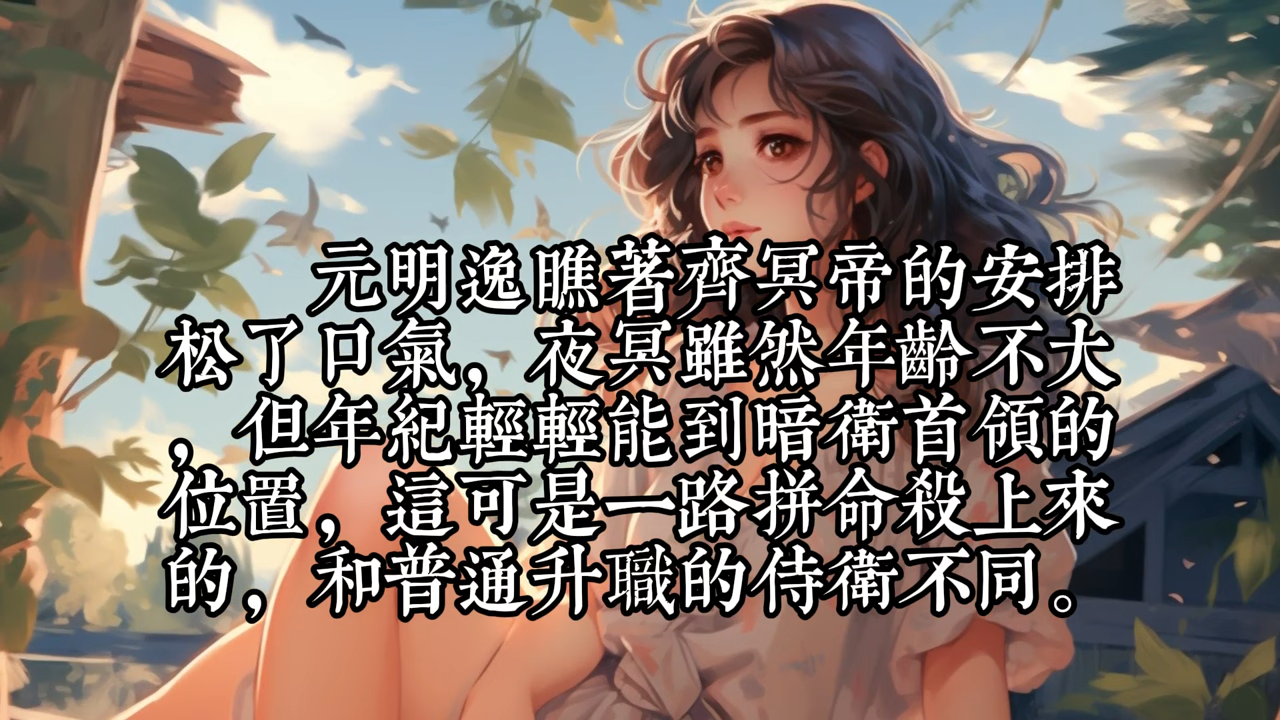 元明逸瞧著齊冥帝的安排
松了口氣，夜冥雖然年齡不大
，但年紀輕輕能到暗衛首領的
位置，這可是一路拼命殺上來
的，和普通升職的侍衛不同。